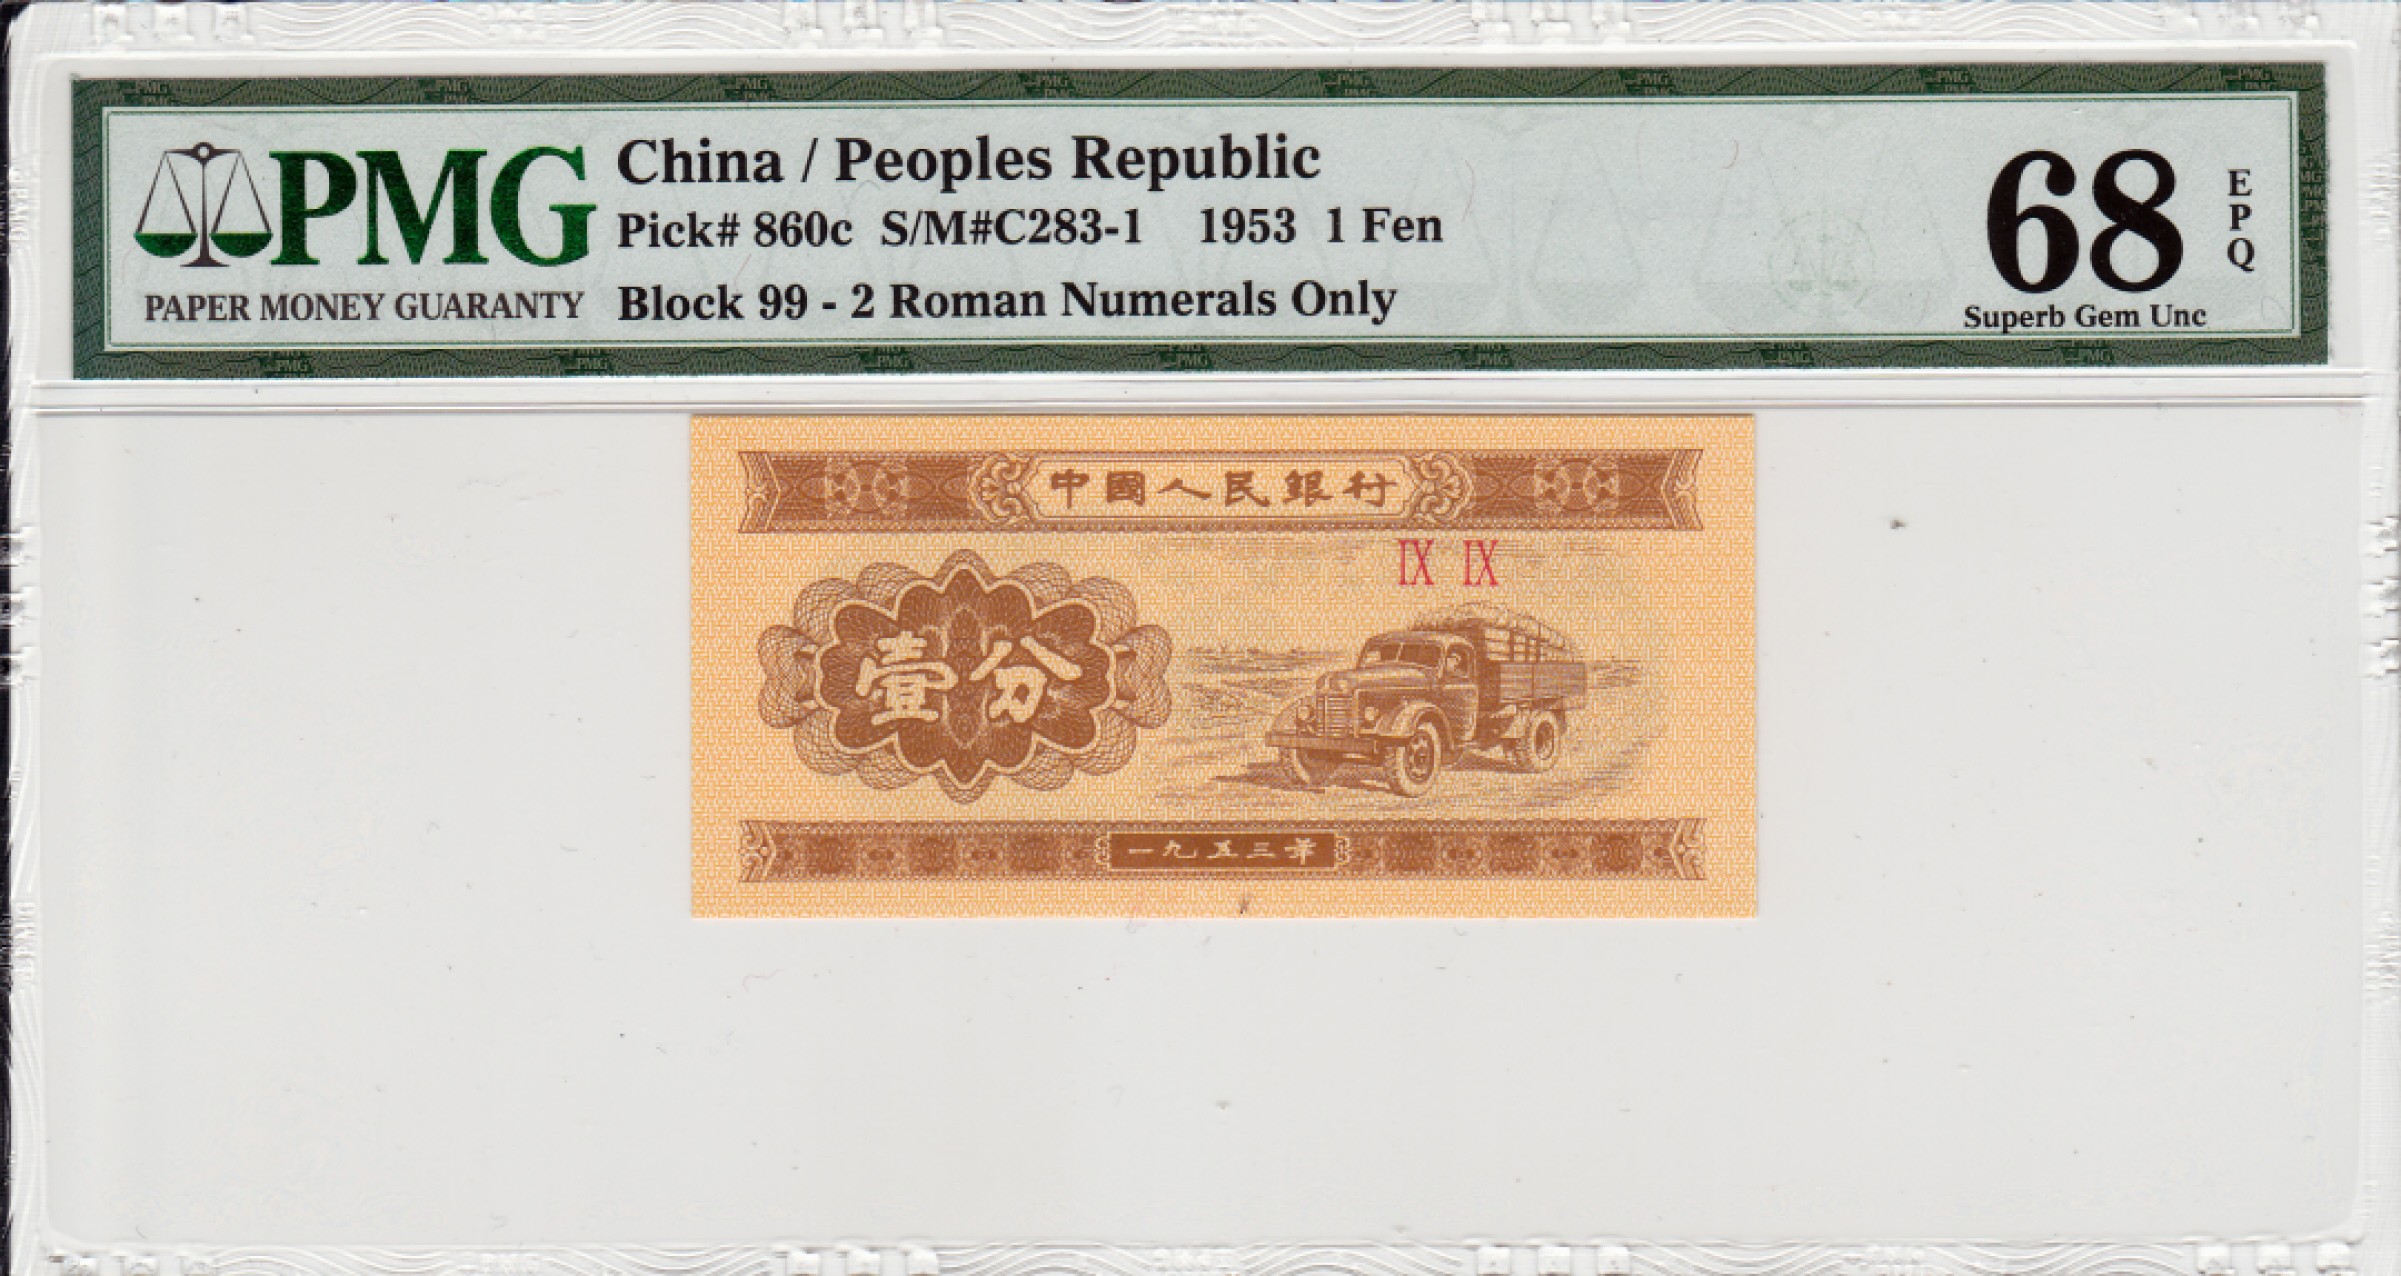 PMG
PAPER MONEY GUARANTY
China / Peoples Republic
Pick# 860c S/M#C283-1 1953 1 Fen
Block 99 - 2 Roman Numerals Only
68
EPQ
Superb Gem Unc
中國人民銀行
IX IX
壹分
一九五三年